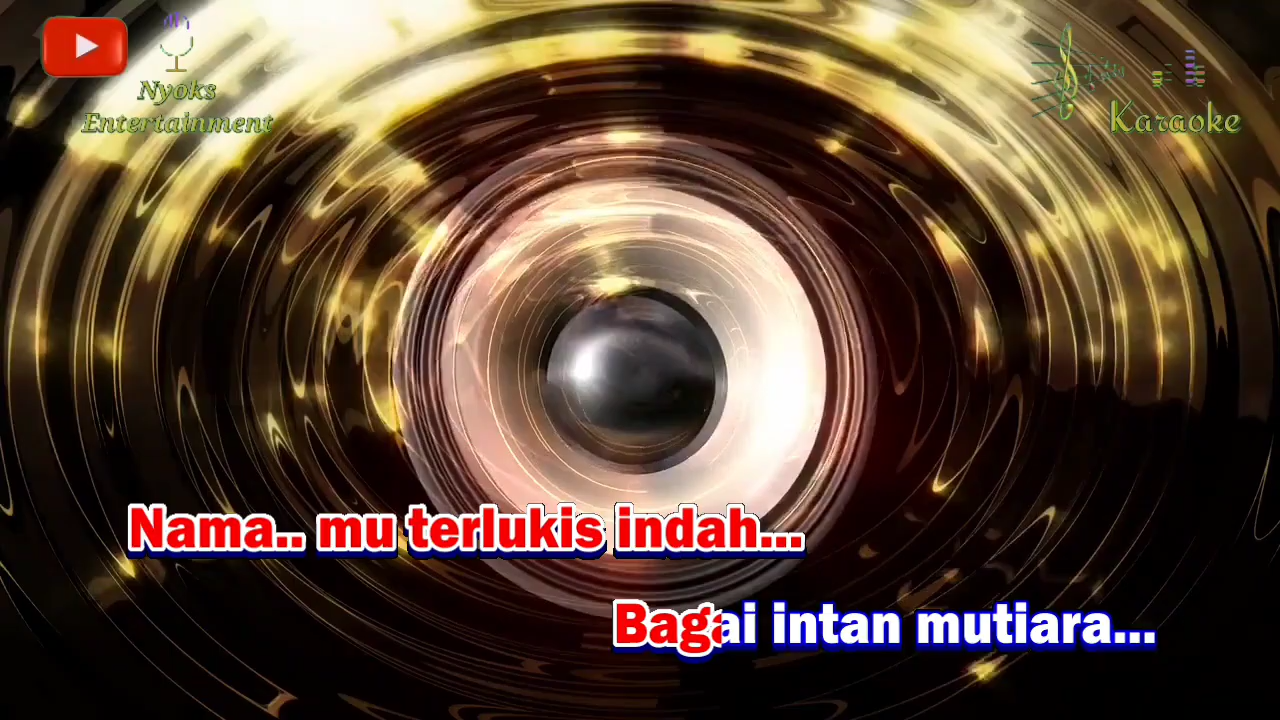 Nyoks
Entertainment
Karaoke
Nama.. mu terlukis indah...
Bagai intan mutiara...